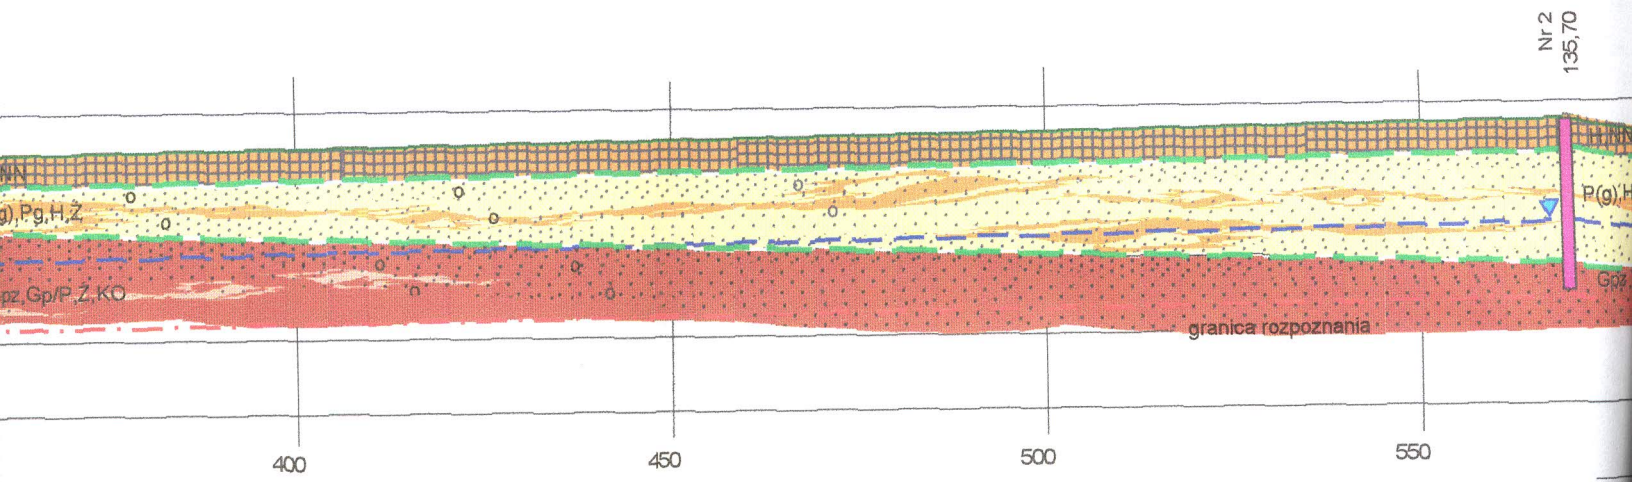 Nr 2
135,70
NN
H,NN
g),Pg,H,Ż
P(g),H
pz,Gp/P,Ż,KO
Gpz,
granica rozpoznania
400
450
500
550